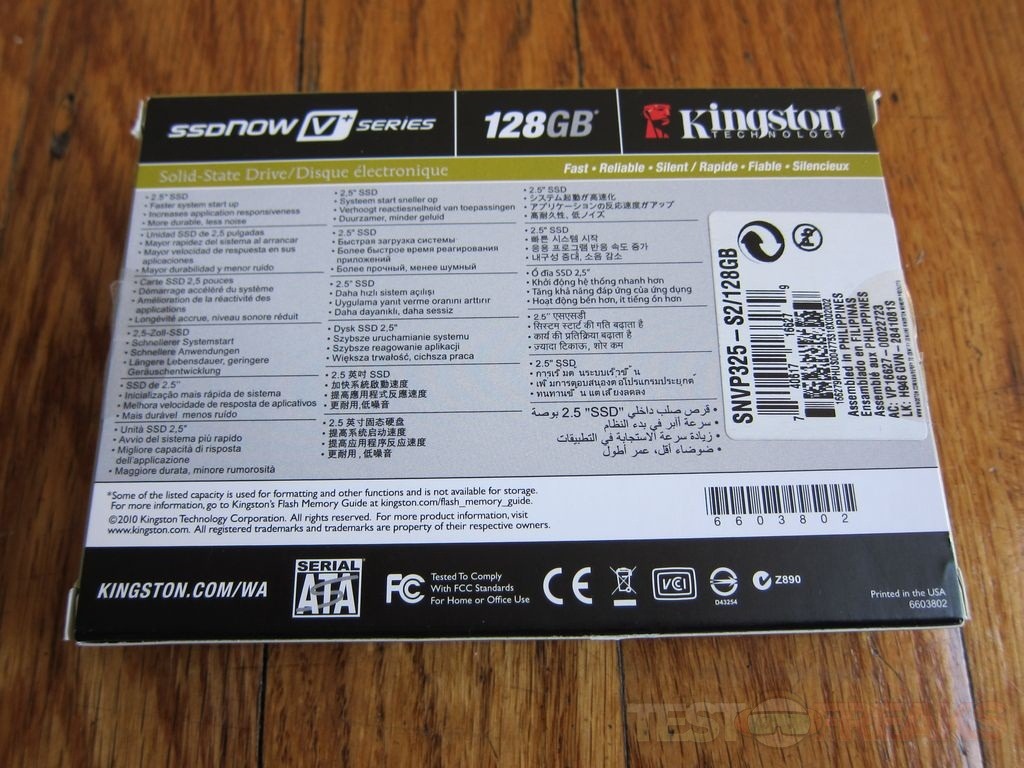 SSDNOW V+ SERIES
128GB*
Kingston
TECHNOLOGY
Solid-State Drive/Disque électronique
Fast • Reliable • Silent / Rapide • Fiable • Silencieux
• 2.5" SSD
• Faster system start up
• Increases application responsiveness
• More durable, less noise
• Unidad SSD de 2,5 pulgadas
• Mayor rapidez del sistema al arrancar
• Mayor velocidad de respuesta en sus
aplicaciones
• Mayor durabilidad y menor ruido
• Carte SSD 2,5 pouces
• Démarrage accéléré du système
• Amélioration de la réactivité des
applications
• Longévité accrue, niveau sonore réduit
• 2,5-Zoll-SSD
• Schnellerer Systemstart
• Schnellere Anwendungen
• Längere Lebensdauer, geringere
Geräuschentwicklung
• SSD de 2.5"
• Inicialização mais rápida de sistema
• Melhora velocidade de resposta de aplicativos
• Mais durável menos ruído
• Unità SSD 2,5"
• Avvio del sistema più rapido
• Migliore capacità di risposta
dell'applicazione
• Maggiore durata, minore rumorosità
• 2,5" SSD
• Systeem start sneller op
• Verhoogt reactiesnelheid van toepassingen
• Duurzamer, minder geluid
• 2.5" SSD
• Быстрая загрузка системы
• Более быстрое время реагирования
приложений
• Более прочный, менее шумный
• 2.5" SSD
• Daha hızlı sistem açılışı
• Uygulama yanıt verme oranını arttırır
• Daha dayanıklı, daha sessiz
• Dysk SSD 2,5"
• Szybsze uruchamianie systemu
• Szybsze reagowanie aplikacji
• Większa trwałość, cichsza praca
• 2.5 英吋 SSD
• 加快系統啟動速度
• 提高應用程式反應速度
• 更耐用,低噪音
• 2.5 英寸固态硬盘
• 提高系统启动速度
• 提高应用程序反应速度
• 更耐用,低噪音
• 2.5" SSD
• システム起動が高速化
• アプリケーションの反応速度がアップ
• 高耐久性、低ノイズ
• 2.5" SSD
• 빠른 시스템 시작
• 응용 프로그램 반응 속도 증가
• 내구성 증대, 소음 감소
• Ổ đĩa SSD 2,5"
• Khởi động hệ thống nhanh hơn
• Tăng khả năng đáp ứng của ứng dụng
• Hoạt động bền hơn, ít tiếng ồn hơn
• 2.5" एसएसडी
• सिस्टम स्टार्ट की गति बढ़ाता है
• कार्य की प्रतिक्रिया बढ़ाता है
• ज्यादा टिकाऊ, शोर कम
• 2.5" SSD
• قرص صلب داخلي "SSD" 2.5 بوصة
• سرعة أكبر في بدء النظام
• زيادة سرعة الاستجابة في التطبيقات
• ضوضاء أقل، عمر أطول
SNVP325 - S2/128GB
Pb
7 40617 16627 9
Assembled in PHILIPPINES
Ensamblado en FILIPINAS
Assemblé aux PHILIPPINES
AC: VP16627 - 00022723
LK: H946 GVN - 28410819
*Some of the listed capacity is used for formatting and other functions and is not available for storage.
For more information, go to Kingston's Flash Memory Guide at kingston.com/flash_memory_guide.
©2010 Kingston Technology Corporation. All rights reserved. For more product information, visit
www.kingston.com. All registered trademarks and trademarks are property of their respective owners.
6603802
KINGSTON.COM/WA
SERIAL
ATA
FC
Tested To Comply
With FCC Standards
For Home or Office Use
CE
VCI
D43254
Z890
Printed in the USA
6603802